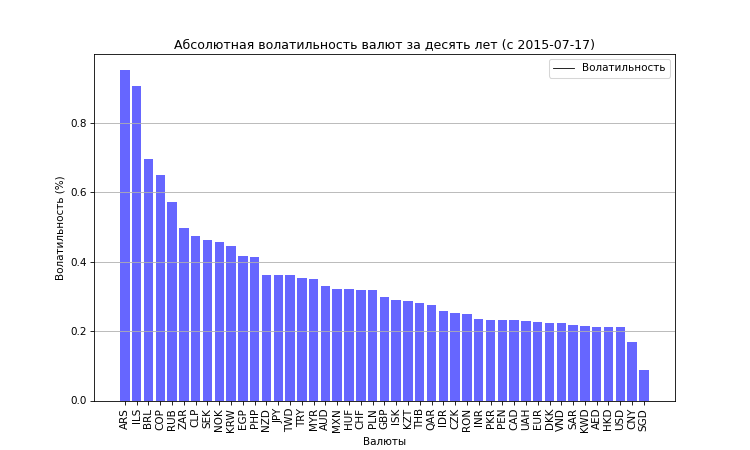 Абсолютная волатильность валют за десять лет (с 2015-07-17)
Волатильность
0.8
0.6
0.4
0.2
0.0
Волатильность (%)
ARS ILS BRL COP RUB ZAR CLP SEK NOK KRW EGP PHP NZD JPY TWD TRY MYR AUD MXN HUF CHF PLN GBP ISK KZT THB QAR IDR CZK RON INR PKR PEN CAD UAH EUR DKK VND SAR KWD AED HKD USD CNY SGD
Валюты